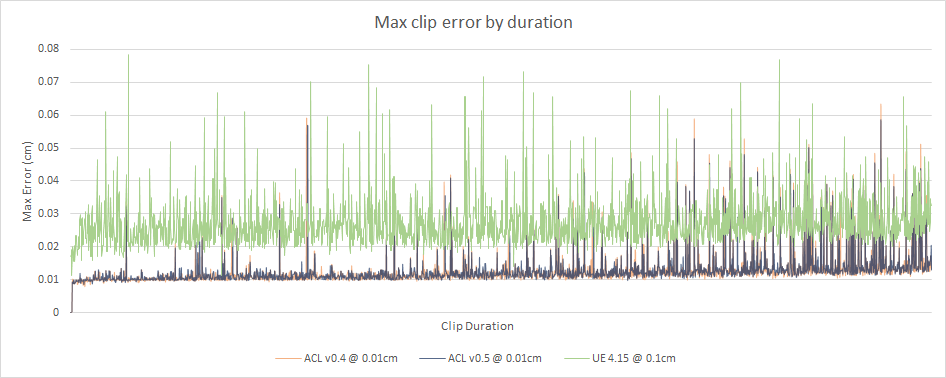 Max clip error by duration
0.08
0.07
0.06
0.05
0.04
0.03
0.02
0.01
0
Max Error (cm)
Clip Duration
ACL v0.4 @ 0.01cm
ACL v0.5 @ 0.01cm
UE 4.15 @ 0.1cm